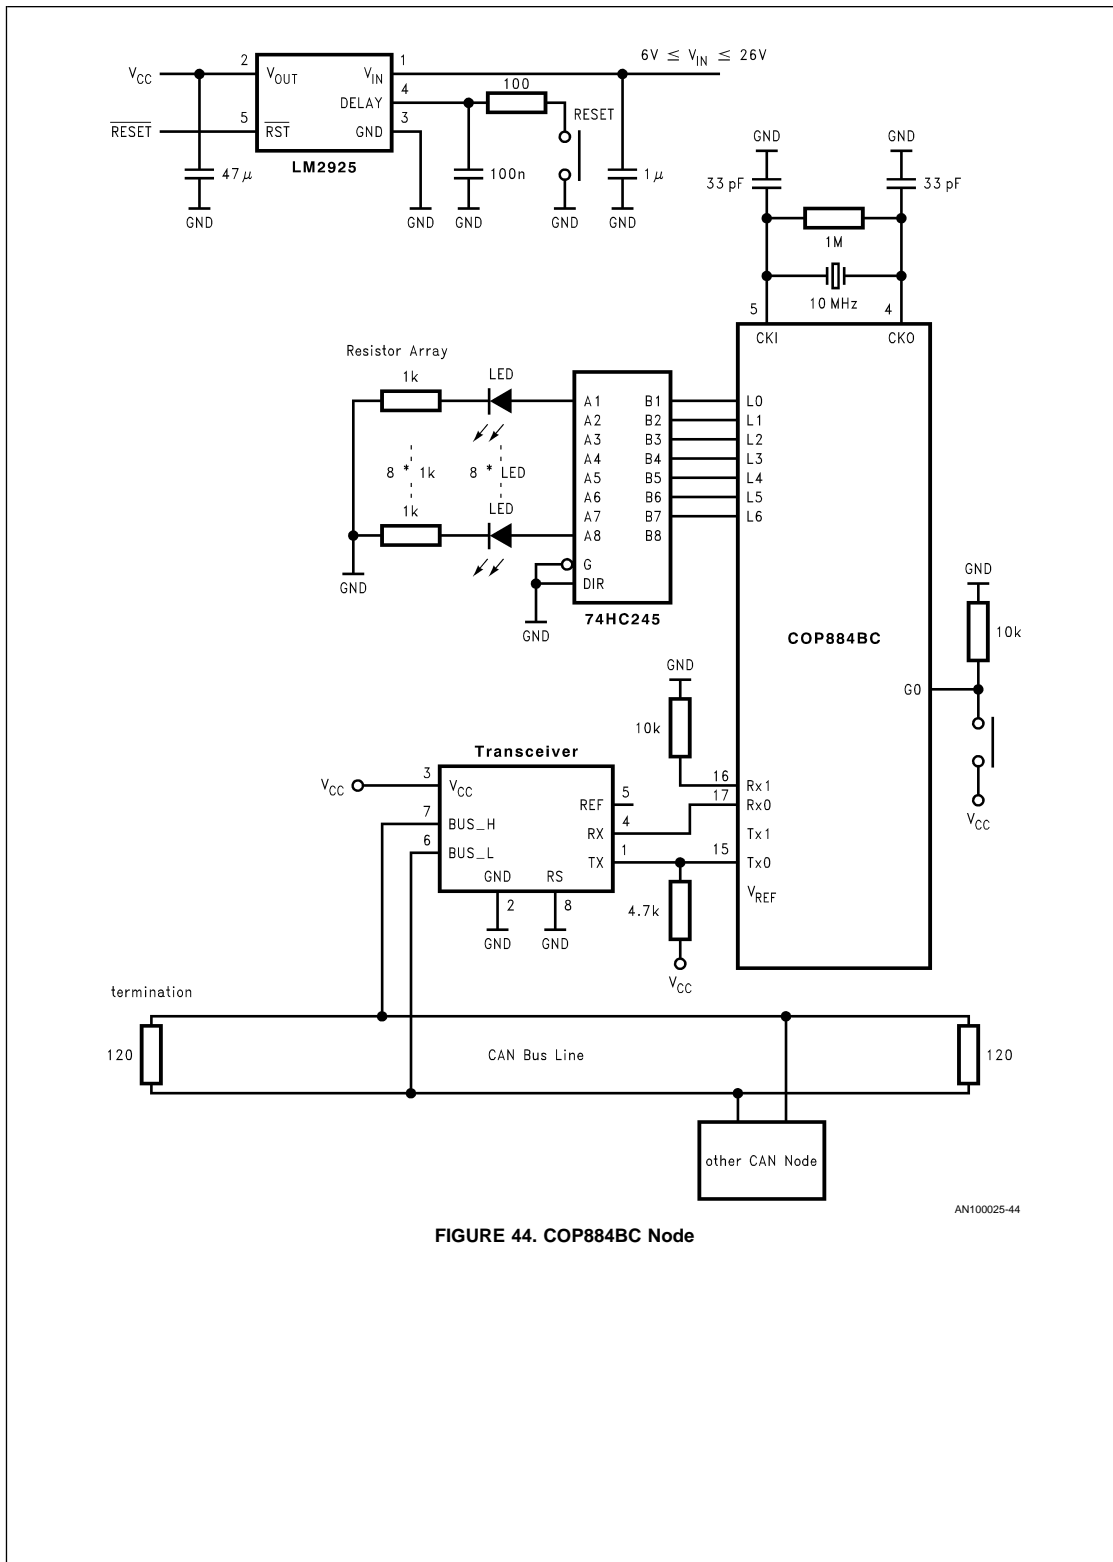 6V ≤ V_IN ≤ 26V
V_CC 2 V_OUT V_IN 1
DELAY 4 100
RESET
RESET 5 RST GND 3
LM2925
47μ 100n 1μ
GND GND GND GND GND
GND GND
33 pF 33 pF
1M
10 MHz
5 4
CKI CKO
Resistor Array
1k LED
A1 B1 L0
A2 B2 L1
A3 B3 L2
A4 B4 L3
8 * 1k 8 * LED
A5 B5 L4
A6 B6 L5
1k LED
A7 B7 L6
A8 B8
G
GND
DIR
GND
74HC245
COP884BC
GND
10k
G0
V_CC
GND
10k
Transceiver
V_CC 3 V_CC
7 BUS_H
6 BUS_L
REF 5
RX 4
TX 1
GND RS
2 8
GND GND
16 Rx1
17 Rx0
Tx1
15 Tx0
V_REF
4.7k
V_CC
termination
120 CAN Bus Line 120
other CAN Node
AN100025-44
FIGURE 44. COP884BC Node